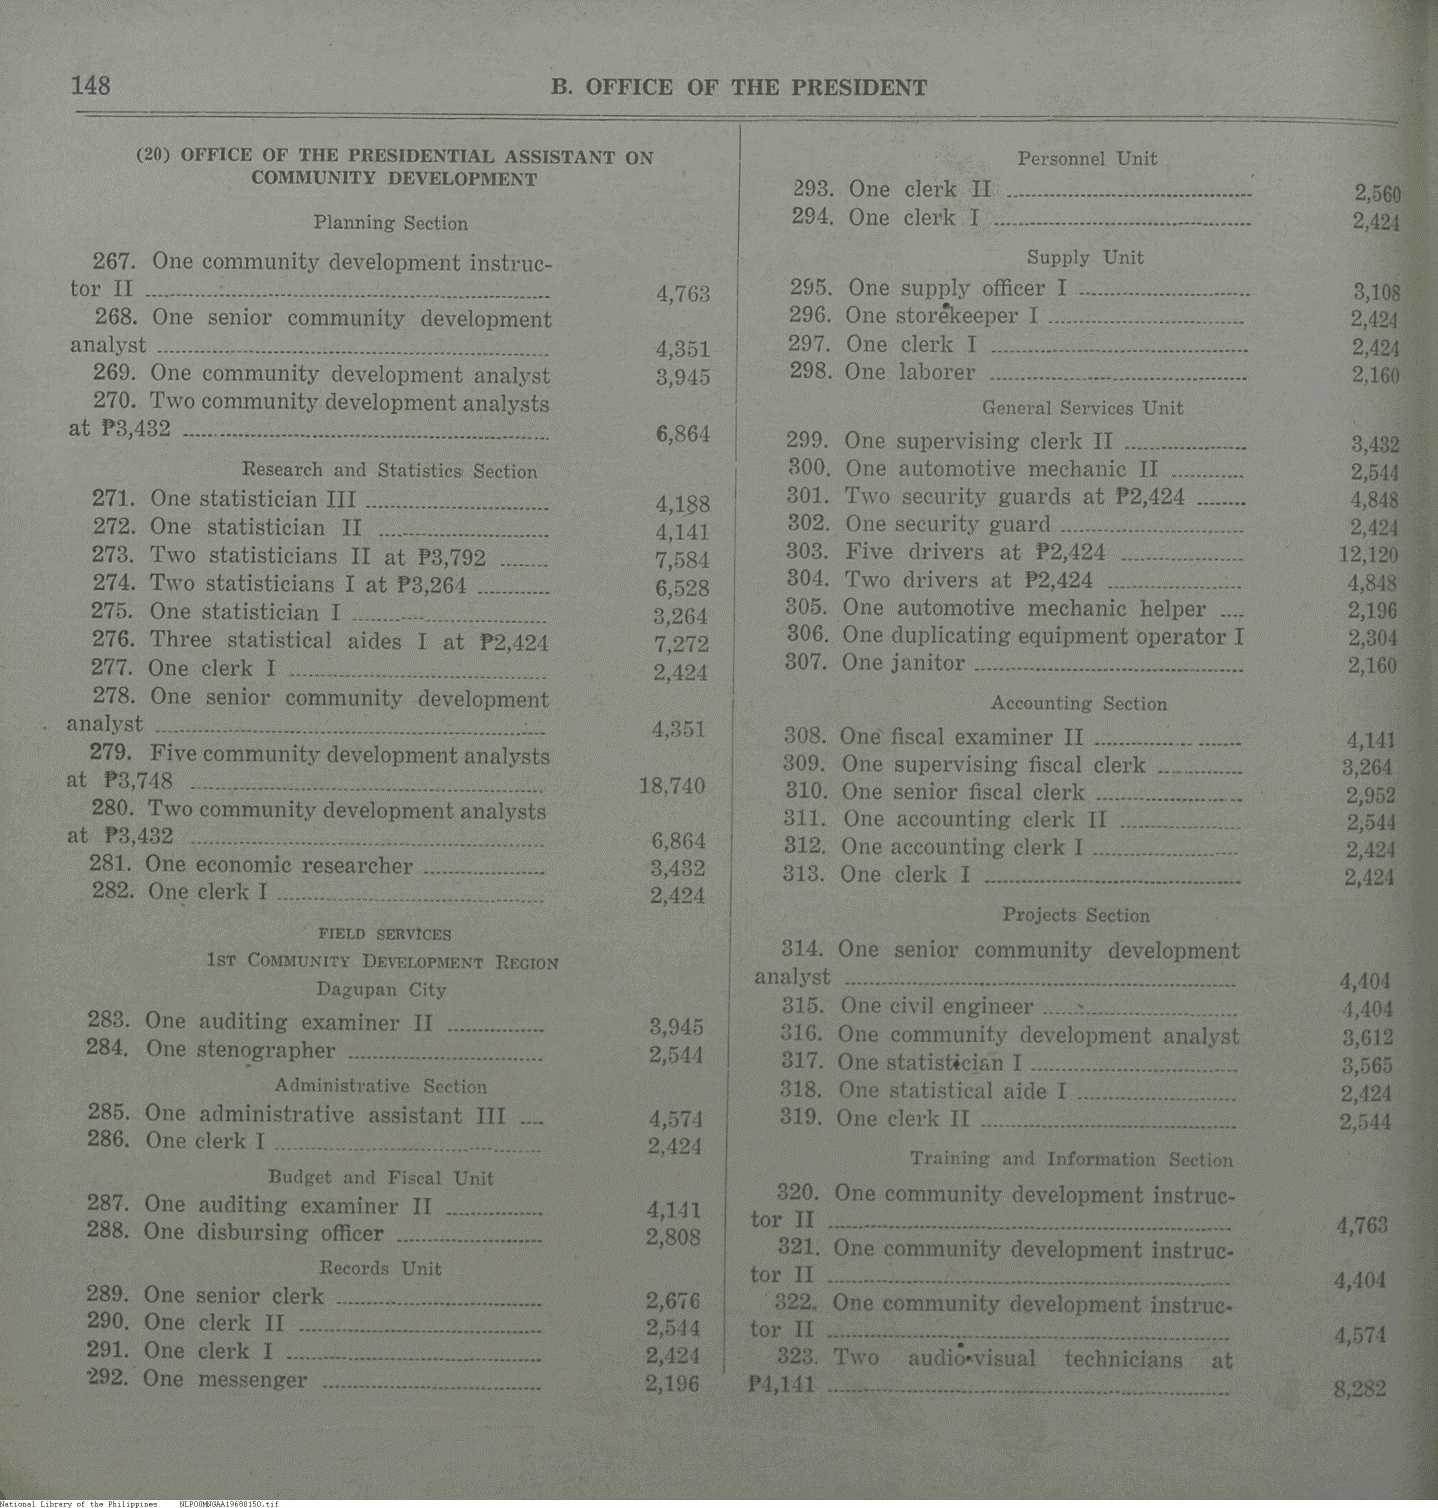 148
B. OFFICE OF THE PRESIDENT
(20) OFFICE OF THE PRESIDENTIAL ASSISTANT ON
COMMUNITY DEVELOPMENT
Planning Section
267. One community development instruc-
tor II 4,763
268. One senior community development
analyst 4,351
269. One community development analyst 3,945
270. Two community development analysts
at ₱3,432 6,864
Research and Statistics Section
271. One statistician III 4,188
272. One statistician II 4,141
273. Two statisticians II at ₱3,792 7,584
274. Two statisticians I at ₱3,264 6,528
275. One statistician I 3,264
276. Three statistical aides I at ₱2,424 7,272
277. One clerk I 2,424
278. One senior community development
analyst 4,351
279. Five community development analysts
at ₱3,748 18,740
280. Two community development analysts
at ₱3,432 6,864
281. One economic researcher 3,432
282. One clerk I 2,424
FIELD SERVICES
1ST COMMUNITY DEVELOPMENT REGION
Dagupan City
283. One auditing examiner II 3,945
284. One stenographer 2,544
Administrative Section
285. One administrative assistant III 4,574
286. One clerk I 2,424
Budget and Fiscal Unit
287. One auditing examiner II 4,141
288. One disbursing officer 2,808
Records Unit
289. One senior clerk 2,676
290. One clerk II 2,544
291. One clerk I 2,424
292. One messenger 2,196
Personnel Unit
293. One clerk II 2,560
294. One clerk I 2,424
Supply Unit
295. One supply officer I 3,108
296. One storekeeper I 2,424
297. One clerk I 2,424
298. One laborer 2,160
General Services Unit
299. One supervising clerk II 3,432
300. One automotive mechanic II 2,544
301. Two security guards at ₱2,424 4,848
302. One security guard 2,424
303. Five drivers at ₱2,424 12,120
304. Two drivers at ₱2,424 4,848
305. One automotive mechanic helper 2,196
306. One duplicating equipment operator I 2,304
307. One janitor 2,160
Accounting Section
308. One fiscal examiner II 4,141
309. One supervising fiscal clerk 3,264
310. One senior fiscal clerk 2,952
311. One accounting clerk II 2,544
312. One accounting clerk I 2,424
313. One clerk I 2,424
Projects Section
314. One senior community development
analyst 4,404
315. One civil engineer 4,404
316. One community development analyst 3,612
317. One statistician I 3,565
318. One statistical aide I 2,424
319. One clerk II 2,544
Training and Information Section
320. One community development instruc-
tor II 4,763
321. One community development instruc-
tor II 4,404
322. One community development instruc-
tor II 4,574
323. Two audio-visual technicians at
₱4,141 8,282
National Library of the Philippines NLPO0MNGAA19680150.tif